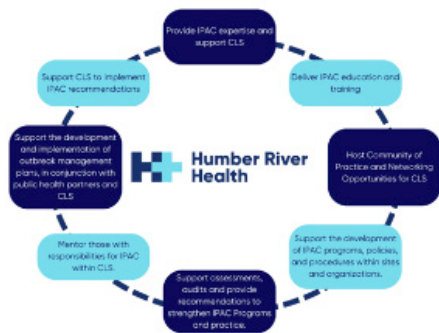 Provide IPAC expertise and
support CLS
Deliver IPAC education and
training
Host Community of
Practice and Networking
Opportunities for CLS
Support the development
of IPAC programs, policies,
and procedures within sites
and organizations.
Support assessments,
audits and provide
recommendations to
strengthen IPAC Programs
and practice.
Mentor those with
responsibilities for IPAC
within CLS.
Support the development
and implementation of
outbreak management
plans, in conjunction with
public health partners and
CLS
Support CLS to implement
IPAC recommendations
Humber River
Health